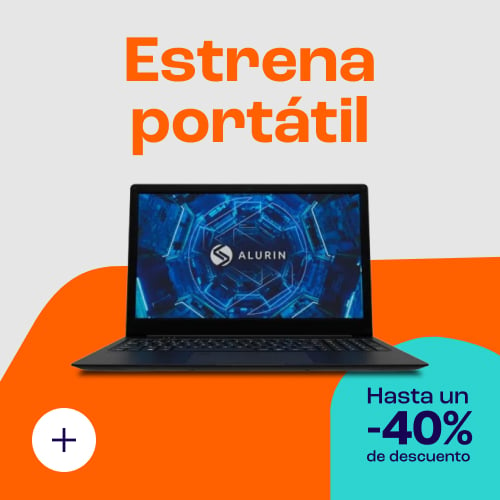 Estrena
portátil
ALURIN
Hasta un
-40%
de descuento